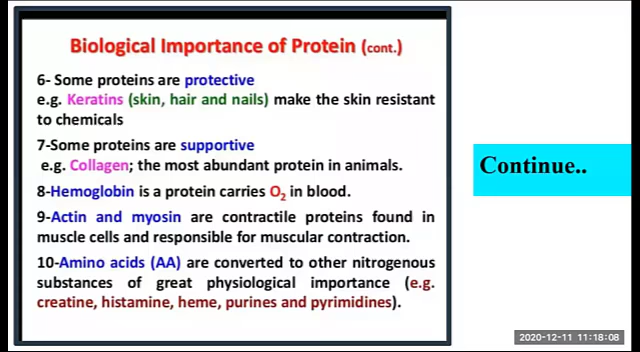 Biological Importance of Protein (cont.)
6- Some proteins are protective
e.g. Keratins (skin, hair and nails) make the skin resistant
to chemicals
7-Some proteins are supportive
e.g. Collagen; the most abundant protein in animals.
8-Hemoglobin is a protein carries O₂ in blood.
9-Actin and myosin are contractile proteins found in
muscle cells and responsible for muscular contraction.
10-Amino acids (AA) are converted to other nitrogenous
substances of great physiological importance (e.g.
creatine, histamine, heme, purines and pyrimidines).
Continue..
2020-12-11 11:18:08